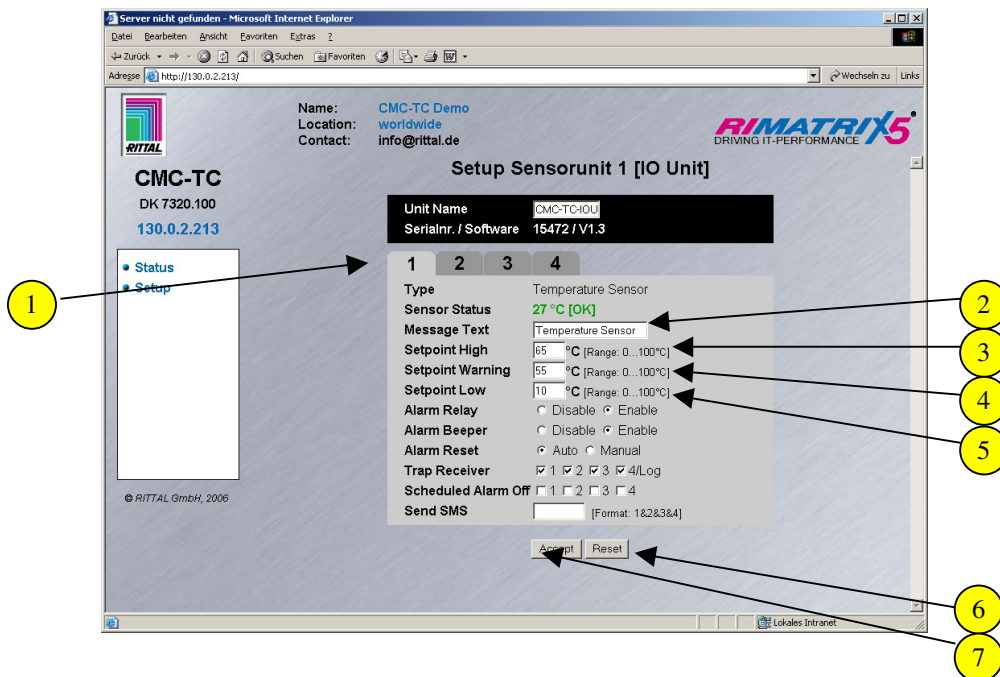 Server nicht gefunden - Microsoft Internet Explorer
Datei Bearbeiten Ansicht Favoriten Extras ?
Zurück Suchen Favoriten
Adresse http://130.0.2.213/ Wechseln zu Links
RITTAL
Name: CMC-TC Demo
Location: worldwide
Contact: info@rittal.de
RIMATRIX5
DRIVING IT-PERFORMANCE
CMC-TC
DK 7320.100
130.0.2.213
Status
Setup
© RITTAL GmbH, 2006
Setup Sensorunit 1 [IO Unit]
Unit Name CMC-TC-IOU
Serialnr. / Software 15472 / V1.3
1 2 3 4
Type Temperature Sensor
Sensor Status 27 °C [OK]
Message Text Temperature Sensor
Setpoint High 65 °C [Range: 0...100°C]
Setpoint Warning 55 °C [Range: 0...100°C]
Setpoint Low 10 °C [Range: 0...100°C]
Alarm Relay Disable Enable
Alarm Beeper Disable Enable
Alarm Reset Auto Manual
Trap Receiver 1 2 3 4/Log
Scheduled Alarm Off 1 2 3 4
Send SMS [Format: 1&2&3&4]
Accept Reset
Lokales Intranet
1
2
3
4
5
6
7